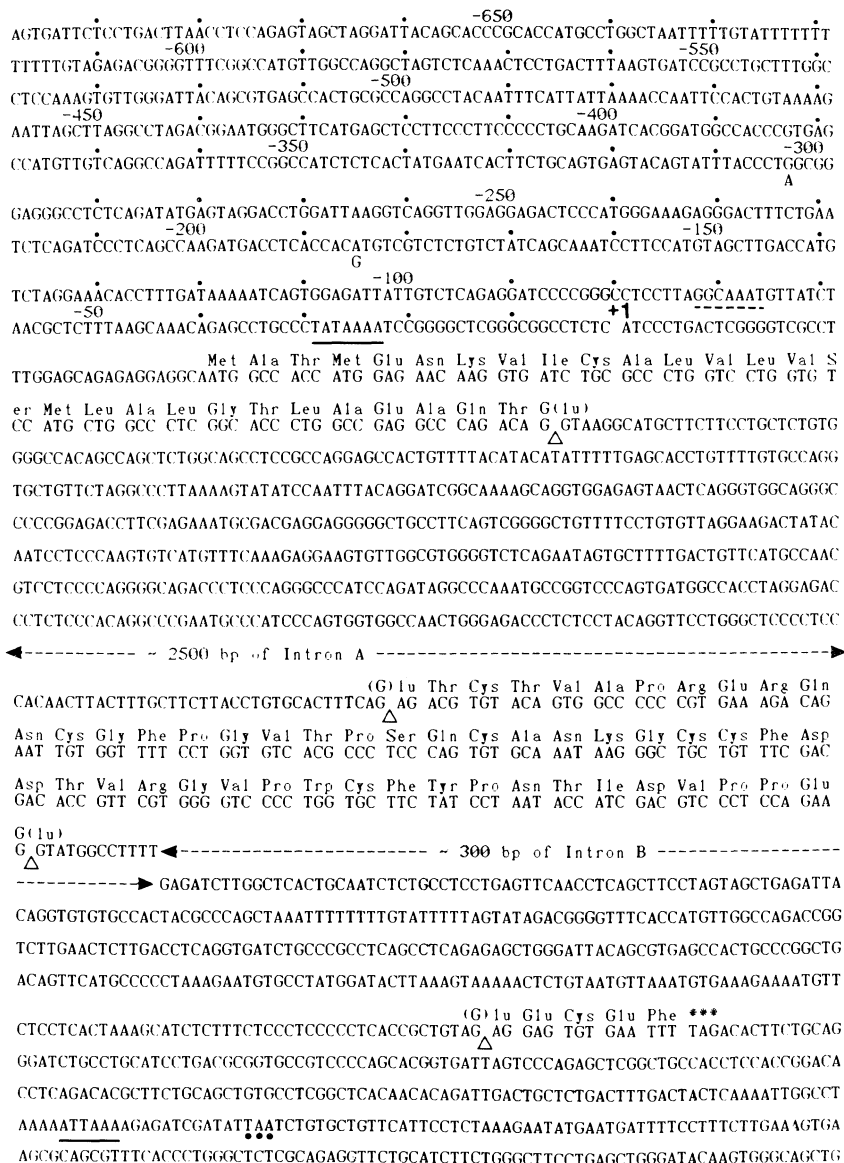 -650
AGTGATTCTCCTGACTTAACCTCCAGAGTAGCTAGGATTACAGCACCCGCACCATGCCTGGCTAATTTTTGTATTTTTTT
-600 -550
TTTTTGTAGAGACGGGGTTTCGGCCATGTTGGCCAGGCTAGTCTCAAACTCCTGACTTTAAGTGATCCGCCTGCTTTGGC
-500
CTCCAAAGTGTTGGGATTACAGCGTGAGCCACTGCGCCAGGCCTACAATTTCATTATTAAAACCAATTCCACTGTAAAAG
-450 -400
AATTAGCTTAGGCCTAGACGGAATGGGCTTCATGAGCTCCTTCCCTTCCCCCTGCAAGATCACGGATGGCCACCCGTGAG
-350 -300
CCATGTTGTCAGGCCAGATTTTTCCGGCCATCTCTCACTATGAATCACTTCTGCAGTGAGTACAGTATTTACCCTGGCGG
A
-250
GAGGGCCTCTCAGATATGAGTAGGACCTGGATTAAGGTCAGGTTGGAGGAGACTCCCATGGGAAAGAGGGACTTTCTGAA
-200 -150
TCTCAGATCCCTCAGCCAAGATGACCTCACCACATGTCGTCTCTGTCTATCAGCAAATCCTTCCATGTAGCTTGACCATG
G
-100
TCTAGGAAACACCTTTGATAAAAATCAGTGGAGATTATTGTCTCAGAGGATCCCCGGGCCTCCTTAGGCAAATGTTATCT
-50 +1
AACGCTCTTTAAGCAAACAGAGCCTGCCCTATAAAATCCGGGGCTCGGGCGGCCTCTC ATCCCTGACTCGGGGTCGCCT
Met Ala Thr Met Glu Asn Lys Val Ile Cys Ala Leu Val Leu Val S
TTGGAGCAGAGAGGAGGCAATG GCC ACC ATG GAG AAC AAG GTG ATC TGC GCC CTG GTC CTG GTG T
er Met Leu Ala Leu Gly Thr Leu Ala Glu Ala Gln Thr G(lu)
CC ATG CTG GCC CTC GGC ACC CTG GCC GAG GCC CAG ACA G GTAAGGCATGCTTCTTCCTGCTCTGTG
GGGCCACAGCCAGCTCTGGCAGCCTCCGCCAGGAGCCACTGTTTTACATACATATTTTTGAGCACCTGTTTTGTGCCAGG
TGCTGTTCTAGGCCCTTAAAAGTATATCCAATTTACAGGATCGGCAAAAGCAGGTGGAGAGTAACTCAGGGTGGCAGGGC
CCCCGGAGACCTTCGAGAAATGCGACGAGGAGGGGGCTGCCTTCAGTCGGGGCTGTTTTCCTGTGTTAGGAAGACTATAC
AATCCTCCCAAGTGTCATGTTTCAAAGAGGAAGTGTTGGCGTGGGGTCTCAGAATAGTGCTTTTGACTGTTCATGCCAAC
GTCCTCCCCAGGGGCAGACCCTCCCAGGGCCCATCCAGATAGGCCCAAATGCCGGTCCCAGTGATGGCCACCTAGGAGAC
CCTCTCCCACAGGCCCGAATGCCCATCCCAGTGGTGGCCAACTGGGAGACCCTCTCCTACAGGTTCCTGGGCTCCCCTCC
~ 2500 bp of Intron A
(G)lu Thr Cys Thr Val Ala Pro Arg Glu Arg Gln
CACAACTTACTTTGCTTCTTACCTGTGCACTTTCAG AG ACG TGT ACA GTG GCC CCC CGT GAA AGA CAG
Asn Cys Gly Phe Pro Gly Val Thr Pro Ser Gln Cys Ala Asn Lys Gly Cys Cys Phe Asp
AAT TGT GGT TTT CCT GGT GTC ACG CCC TCC CAG TGT GCA AAT AAG GGC TGC TGT TTC GAC
Asp Thr Val Arg Gly Val Pro Trp Cys Phe Tyr Pro Asn Thr Ile Asp Val Pro Pro Glu
GAC ACC GTT CGT GGG GTC CCC TGG TGC TTC TAT CCT AAT ACC ATC GAC GTC CCT CCA GAA
G(lu)
G GTATGGCCTTTT ~ 300 bp of Intron B
GAGATCTTGGCTCACTGCAATCTCTGCCTCCTGAGTTCAACCTCAGCTTCCTAGTAGCTGAGATTA
CAGGTGTGTGCCACTACGCCCAGCTAAATTTTTTTTGTATTTTTAGTATAGACGGGGTTTCACCATGTTGGCCAGACCGG
TCTTGAACTCTTGACCTCAGGTGATCTGCCCGCCTCAGCCTCAGAGAGCTGGGATTACAGCGTGAGCCACTGCCCGGCTG
ACAGTTCATGCCCCCTAAAGAATGTGCCTATGGATACTTAAAGTAAAAACTCTGTAATGTTAAATGTGAAAGAAAATGTT
(G)lu Glu Cys Glu Phe ***
CTCCTCACTAAAGCATCTCTTTCTCCCTCCCCCTCACCGCTGTAG AG GAG TGT GAA TTT TAGACACTTCTGCAG
GGATCTGCCTGCATCCTGACGCGGTGCCGTCCCCAGCACGGTGATTAGTCCCAGAGCTCGGCTGCCACCTCCACCGGACA
CCTCAGACACGCTTCTGCAGCTGTGCCTCGGCTCACAACACAGATTGACTGCTCTGACTTTGACTACTCAAAATTGGCCT
AAAAATTAAAAGAGATCGATATTAATCTGTGCTGTTCATTCCTCTAAAGAATATGAATGATTTTCCTTTCTTGAAAGTGA
AGCGCAGCGTTTCACCCTGGGCTCTCGCAGAGGTTCTGCATCTTCTGGGCTTCCTGAGCTGGGATACAAGTGGGCAGCTG